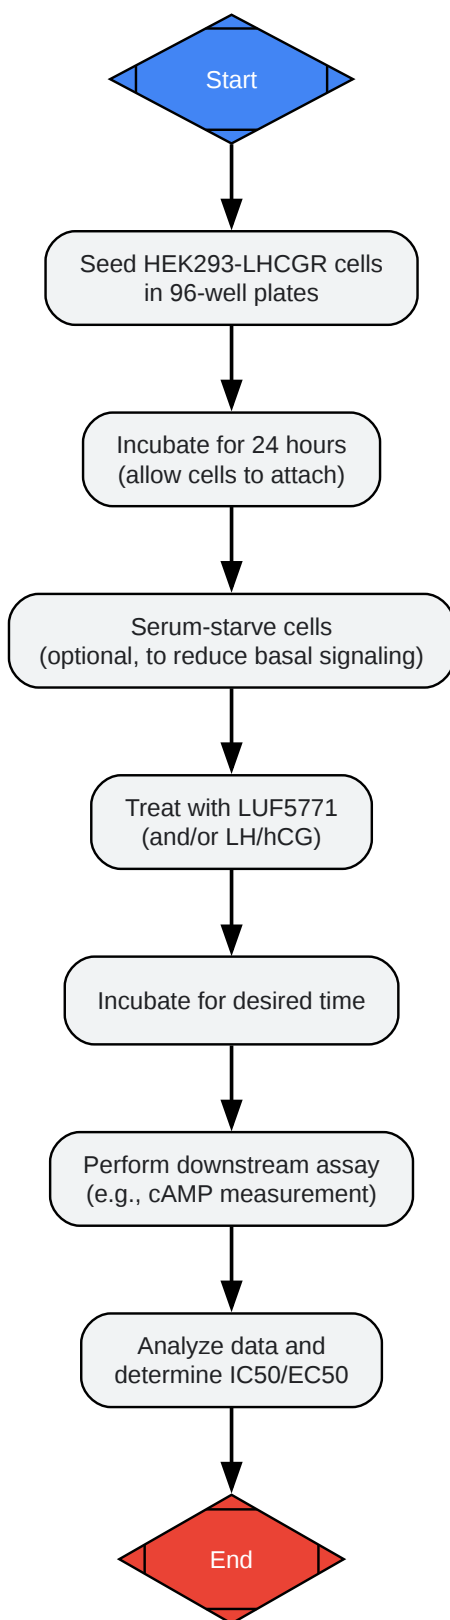 Start
Seed HEK293-LHCGR cells
in 96-well plates
Incubate for 24 hours
(allow cells to attach)
Serum-starve cells
(optional, to reduce basal signaling)
Treat with LUF5771
(and/or LH/hCG)
Incubate for desired time
Perform downstream assay
(e.g., cAMP measurement)
Analyze data and
determine IC50/EC50
End